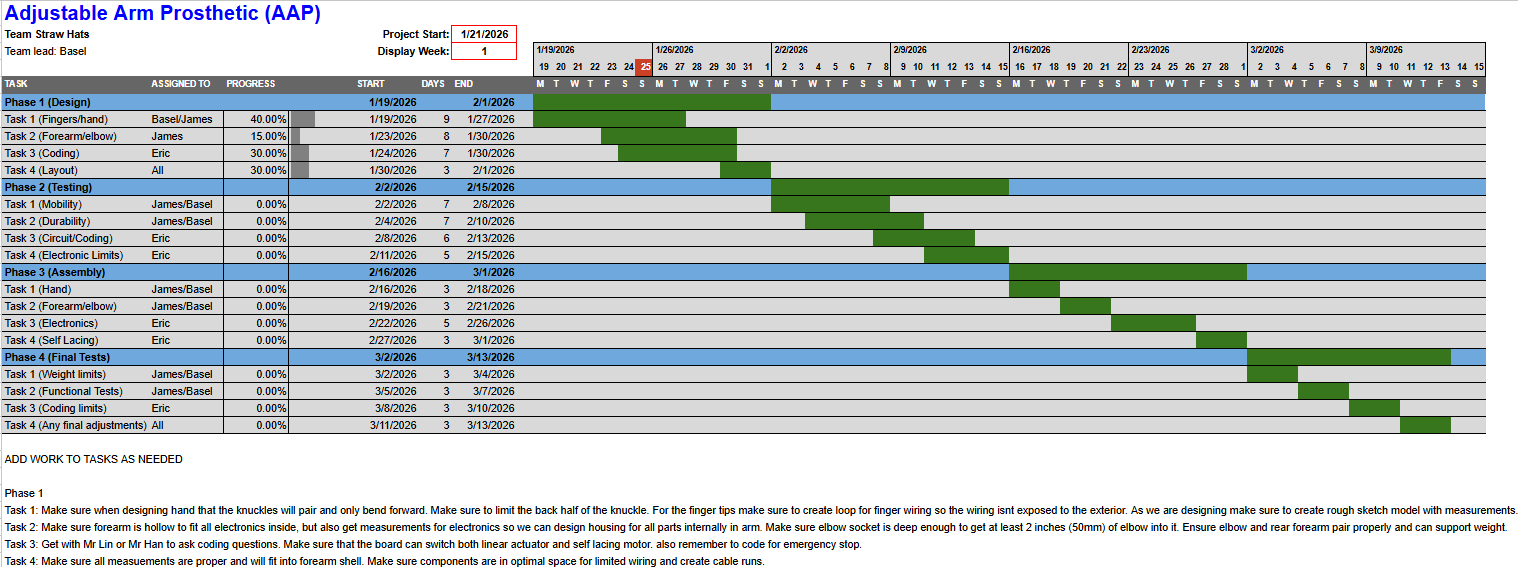 Adjustable Arm Prosthetic (AAP)
Team Straw Hats Project Start: 1/21/2026
Team lead: Basel Display Week: 1
1/19/2026 1/26/2026 2/2/2026 2/9/2026 2/16/2026 2/23/2026 3/2/2026 3/9/2026
19 20 21 22 23 24 25 26 27 28 29 30 31 1 2 3 4 5 6 7 8 9 10 11 12 13 14 15 16 17 18 19 20 21 22 23 24 25 26 27 28 1 2 3 4 5 6 7 8 9 10 11 12 13 14 15
TASK ASSIGNED TO PROGRESS START DAYS END M T W T F S S M T W T F S S M T W T F S S M T W T F S S M T W T F S S M T W T F S S M T W T F S S M T W T F S S
Phase 1 (Design) 1/19/2026 2/1/2026
Task 1 (Fingers/hand) Basel/James 40.00% 1/19/2026 9 1/27/2026
Task 2 (Forearm/elbow) James 15.00% 1/23/2026 8 1/30/2026
Task 3 (Coding) Eric 30.00% 1/24/2026 7 1/30/2026
Task 4 (Layout) All 30.00% 1/30/2026 3 2/1/2026
Phase 2 (Testing) 2/2/2026 2/15/2026
Task 1 (Mobility) James/Basel 0.00% 2/2/2026 7 2/8/2026
Task 2 (Durability) James/Basel 0.00% 2/4/2026 7 2/10/2026
Task 3 (Circuit/Coding) Eric 0.00% 2/8/2026 6 2/13/2026
Task 4 (Electronic Limits) Eric 0.00% 2/11/2026 5 2/15/2026
Phase 3 (Assembly) 2/16/2026 3/1/2026
Task 1 (Hand) James/Basel 0.00% 2/16/2026 3 2/18/2026
Task 2 (Forearm/elbow) James/Basel 0.00% 2/19/2026 3 2/21/2026
Task 3 (Electronics) Eric 0.00% 2/22/2026 5 2/26/2026
Task 4 (Self Lacing) Eric 0.00% 2/27/2026 3 3/1/2026
Phase 4 (Final Tests) 3/2/2026 3/13/2026
Task 1 (Weight limits) James/Basel 0.00% 3/2/2026 3 3/4/2026
Task 2 (Functional Tests) James/Basel 0.00% 3/5/2026 3 3/7/2026
Task 3 (Coding limits) Eric 0.00% 3/8/2026 3 3/10/2026
Task 4 (Any final adjustments) All 0.00% 3/11/2026 3 3/13/2026
ADD WORK TO TASKS AS NEEDED
Phase 1
Task 1: Make sure when designing hand that the knuckles will pair and only bend forward. Make sure to limit the back half of the knuckle. For the finger tips make sure to create loop for finger wiring so the wiring isnt exposed to the exterior. As we are designing make sure to create rough sketch model with measurements.
Task 2: Make sure forearm is hollow to fit all electronics inside, but also get measurements for electronics so we can design housing for all parts internally in arm. Make sure elbow socket is deep enough to get at least 2 inches (50mm) of elbow into it. Ensure elbow and rear forearm pair properly and can support weight.
Task 3: Get with Mr Lin or Mr Han to ask coding questions. Make sure that the board can switch both linear actuator and self lacing motor. also remember to code for emergency stop.
Task 4: Make sure all measuements are proper and will fit into forearm shell. Make sure components are in optimal space for limited wiring and create cable runs.